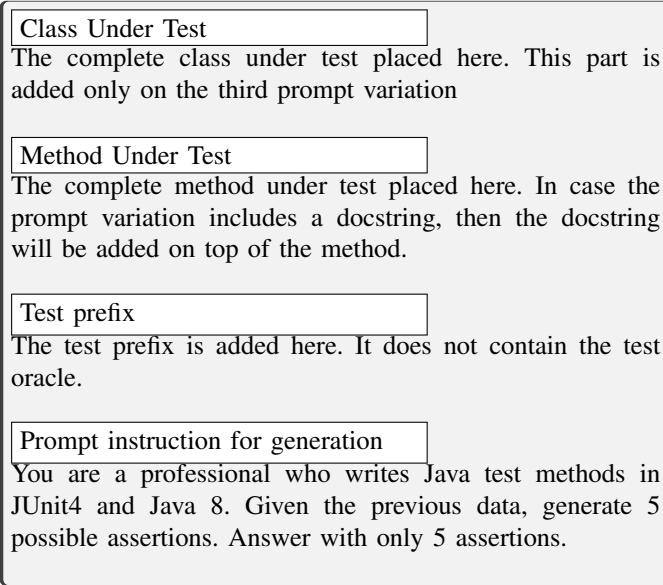 Class Under Test
The complete class under test placed here. This part is
added only on the third prompt variation
Method Under Test
The complete method under test placed here. In case the
prompt variation includes a docstring, then the docstring
will be added on top of the method.
Test prefix
The test prefix is added here. It does not contain the test
oracle.
Prompt instruction for generation
You are a professional who writes Java test methods in
JUnit4 and Java 8. Given the previous data, generate 5
possible assertions. Answer with only 5 assertions.